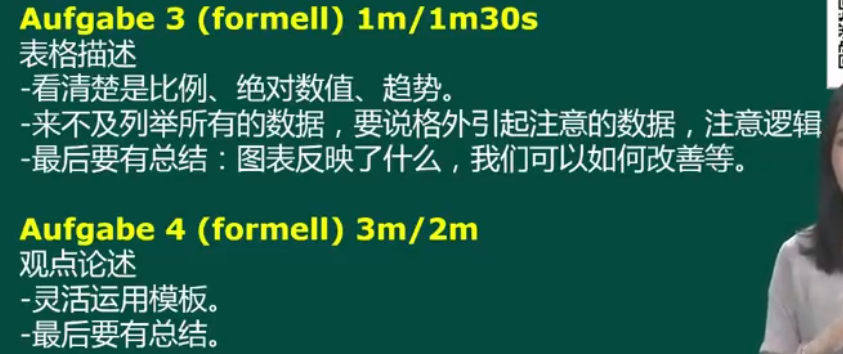 Aufgabe 3 (formell) 1m/1m30s
表格描述
-看清楚是比例、绝对数值、趋势。
-来不及列举所有的数据，要说格外引起注意的数据，注意逻辑
-最后要有总结：图表反映了什么，我们可以如何改善等。
Aufgabe 4 (formell) 3m/2m
观点论述
-灵活运用模板。
-最后要有总结。